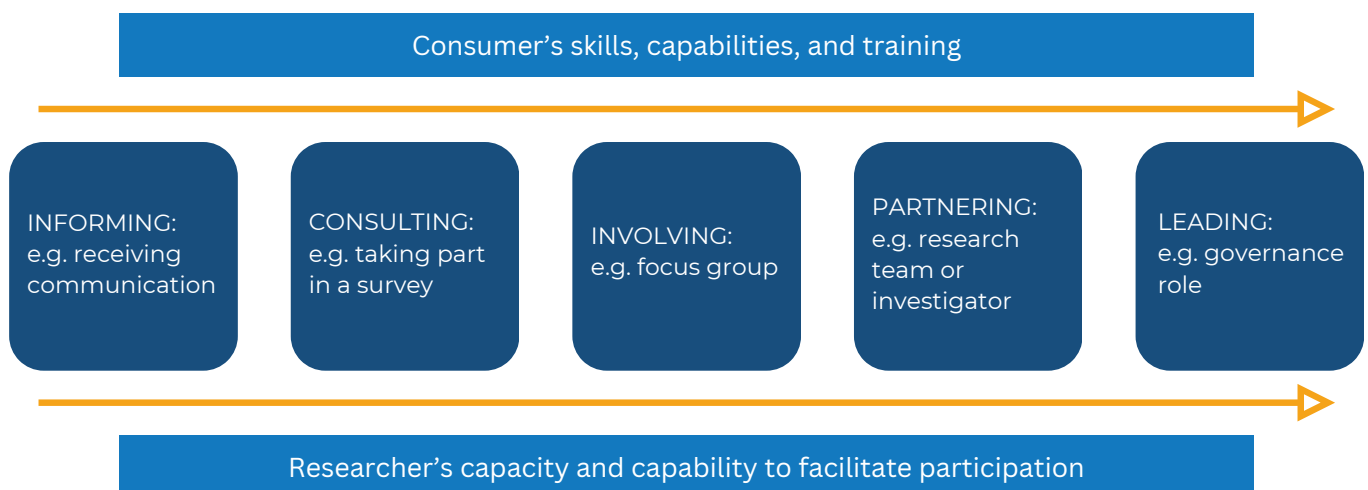 Consumer’s skills, capabilities, and training
INFORMING:
e.g. receiving
communication
CONSULTING:
e.g. taking part
in a survey
INVOLVING:
e.g. focus group
PARTNERING:
e.g. research
team or
investigator
LEADING:
e.g. governance
role
Researcher’s capacity and capability to facilitate participation